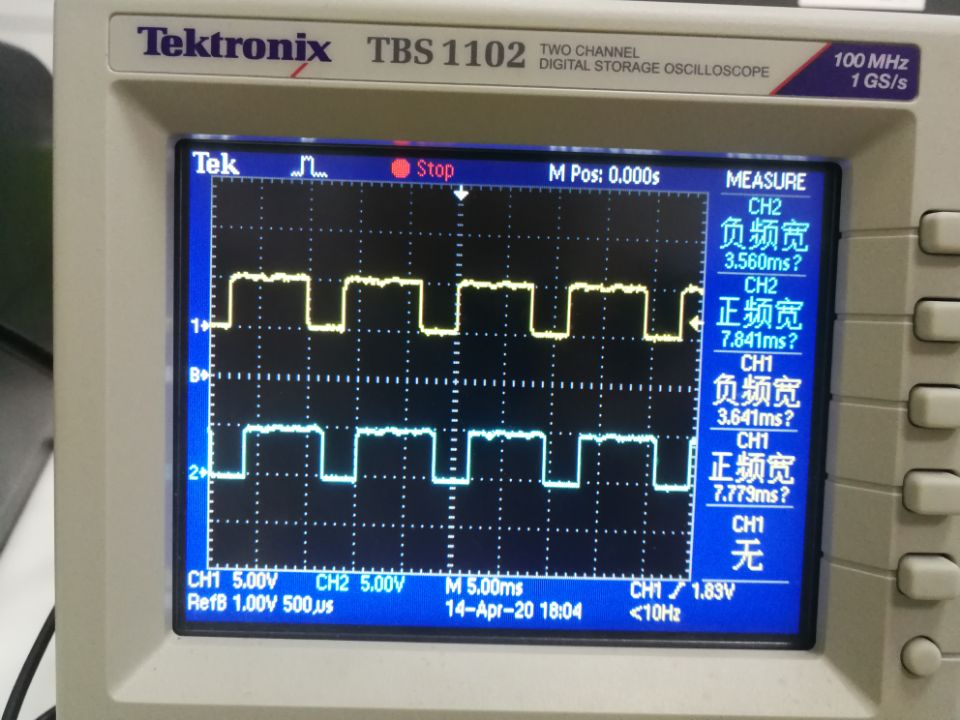 Tektronix TBS 1102 TWO CHANNEL DIGITAL STORAGE OSCILLOSCOPE 100 MHz 1 GS/s
Tek Stop M Pos: 0.000s MEASURE
CH2
负频宽
3.560ms?
CH2
正频宽
7.841ms?
CH1
负频宽
3.641ms?
CH1
正频宽
7.779ms?
CH1
无
1
B
2
CH1 5.00V CH2 5.00V M 5.00ms CH1 / 1.83V
RefB 1.00V 500µs 14-Apr-20 18:04 <10Hz